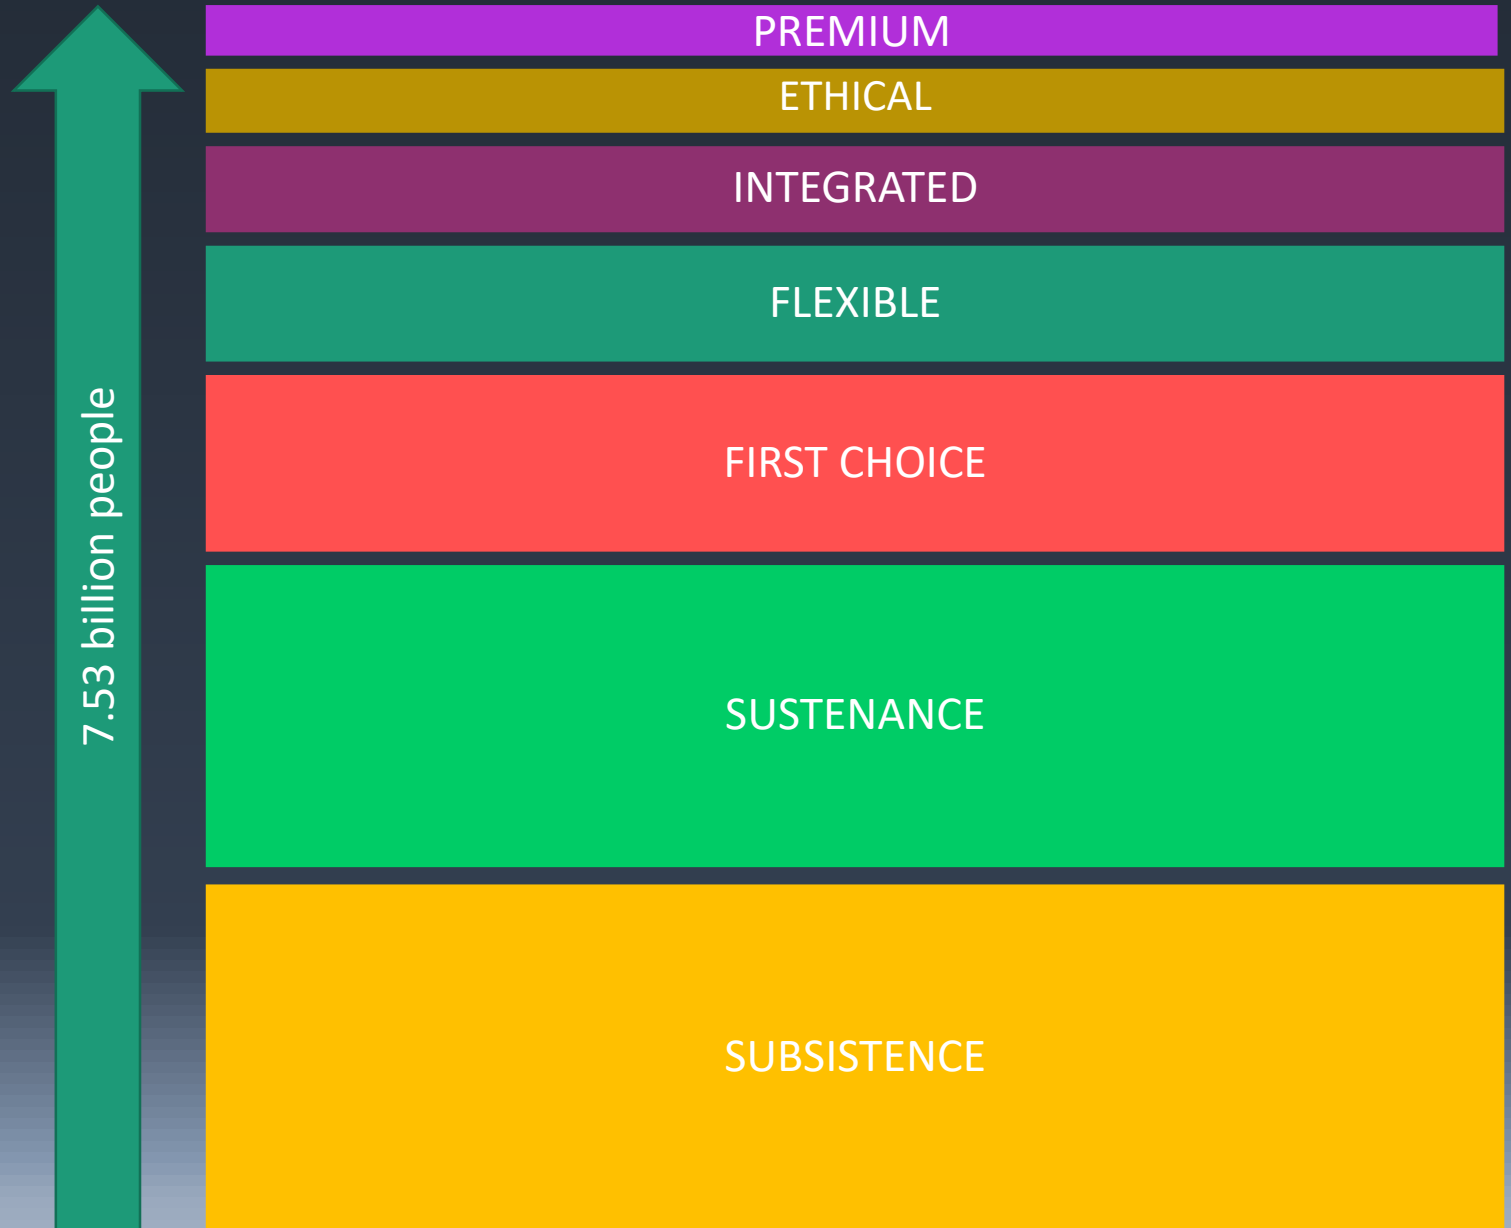 PREMIUM
ETHICAL
INTEGRATED
FLEXIBLE
FIRST CHOICE
SUSTENANCE
SUBSISTENCE
7.53 billion people